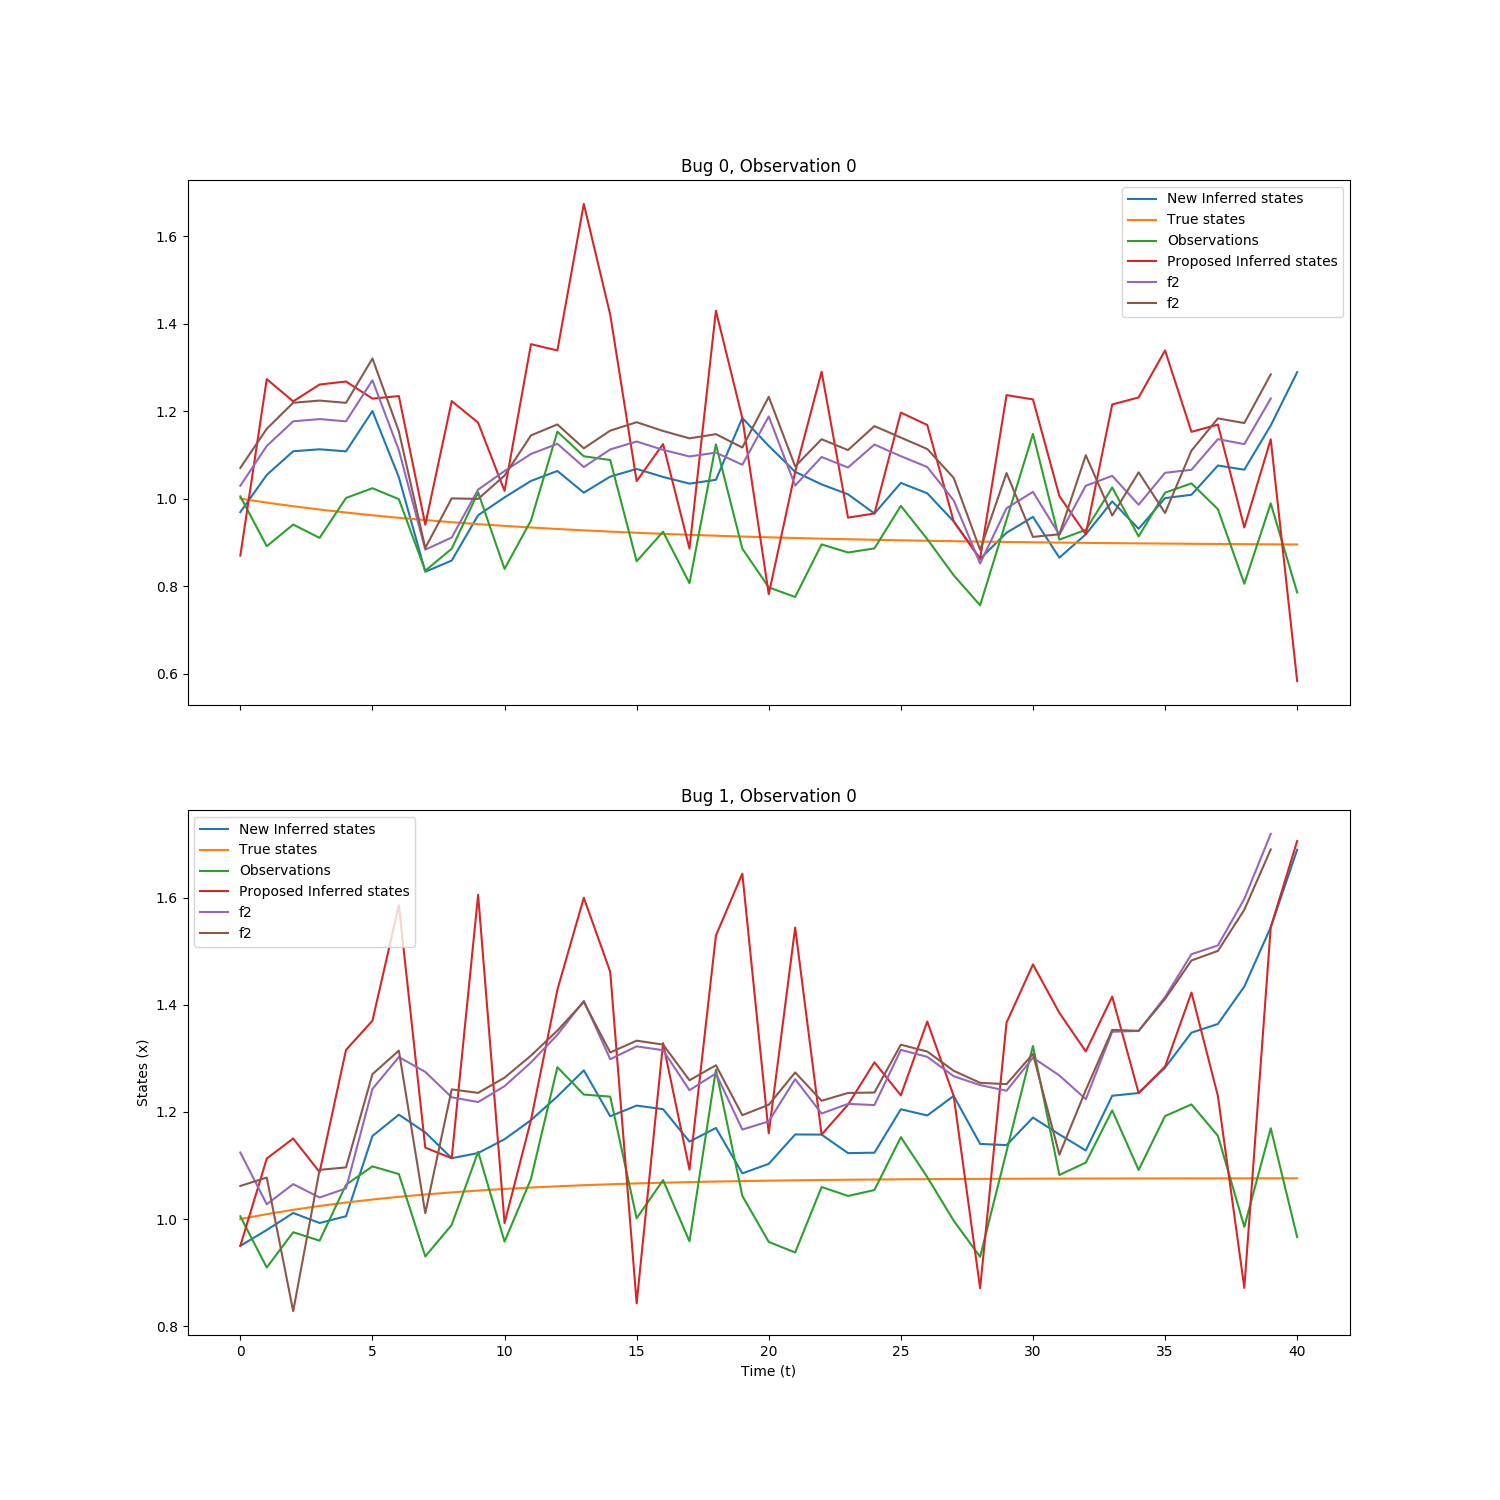 Bug 0, Observation 0
New Inferred states
True states
Observations
Proposed Inferred states
f2
f2
1.6
1.4
1.2
1.0
0.8
0.6
Bug 1, Observation 0
New Inferred states
True states
Observations
Proposed Inferred states
f2
f2
1.6
1.4
1.2
1.0
0.8
States (x)
0 5 10 15 20 25 30 35 40
Time (t)